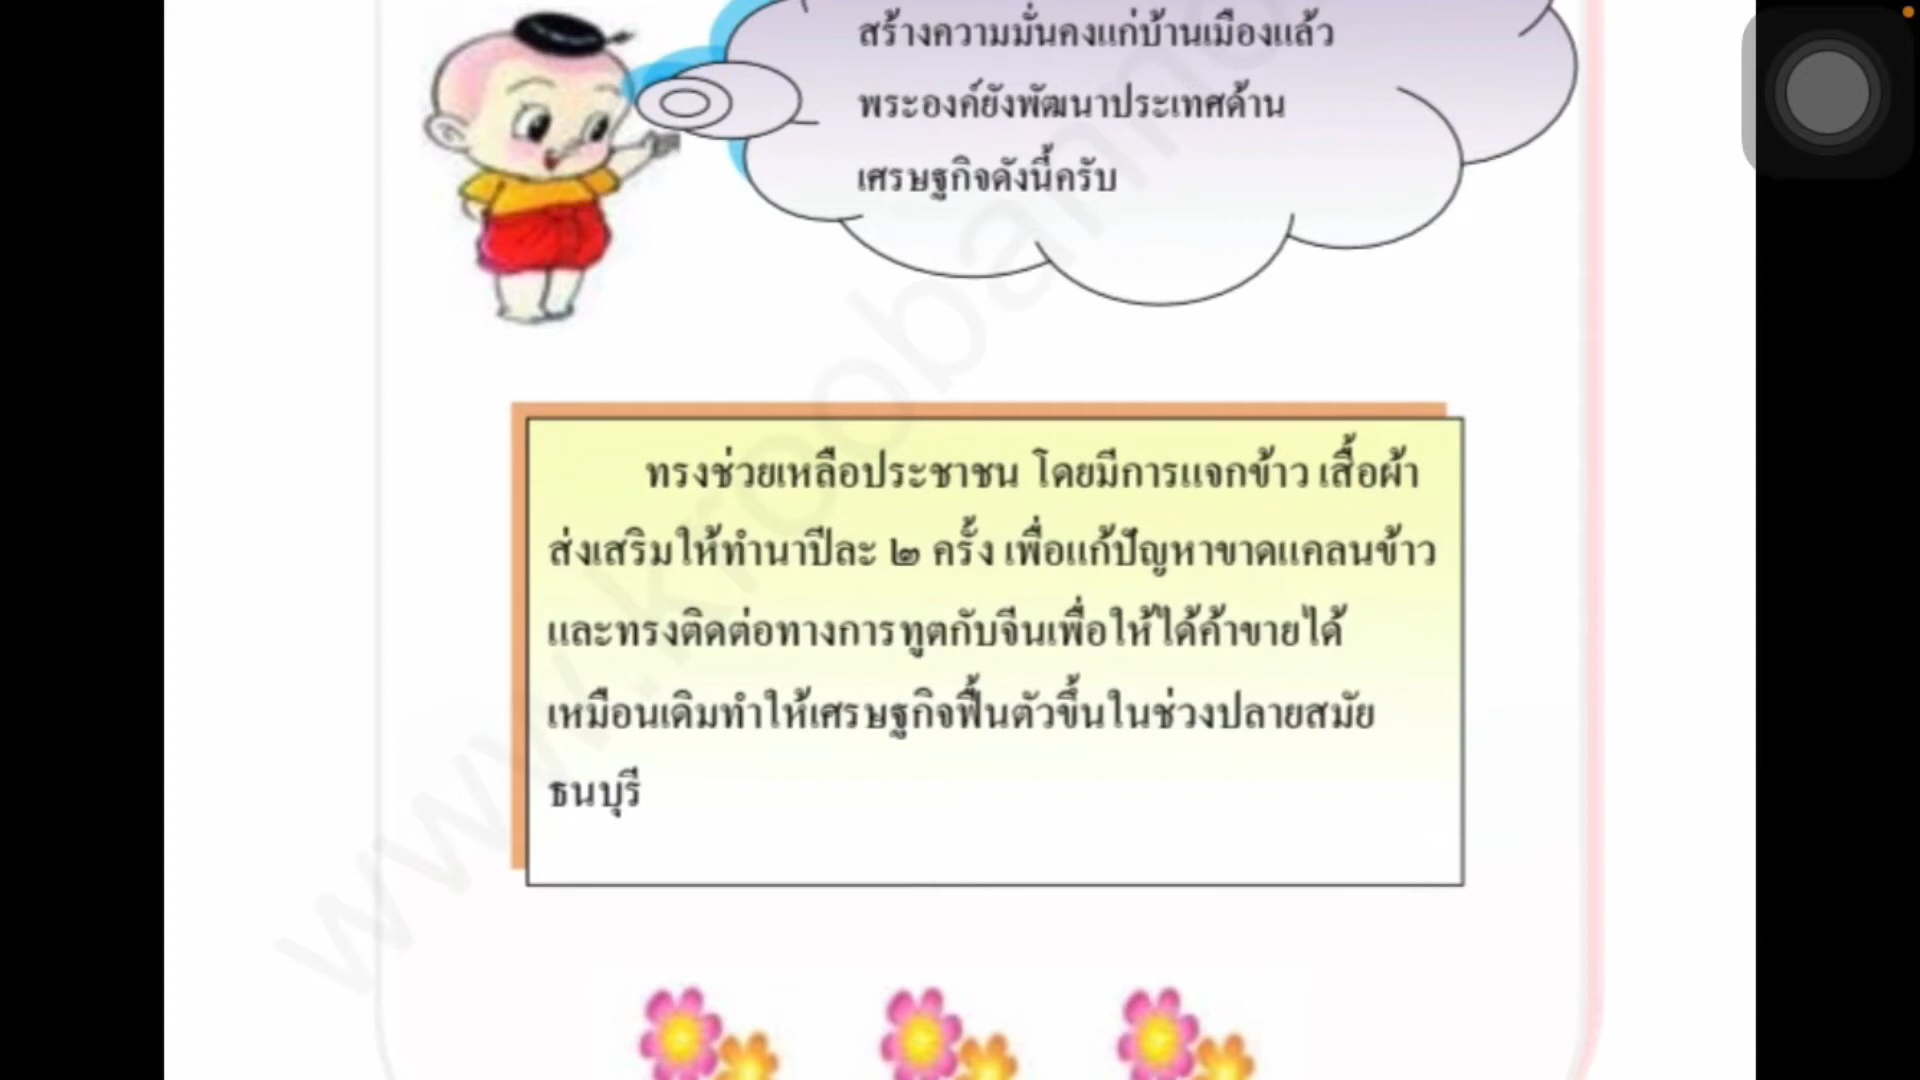 สร้างความมั่นคงแก่บ้านเมืองแล้ว
พระองค์ยังพัฒนาประเทศด้าน
เศรษฐกิจดังนี้ครับ
ทรงช่วยเหลือประชาชน โดยมีการแจกข้าว เสื้อผ้า
ส่งเสริมให้ทำนาปีละ ๒ ครั้ง เพื่อแก้ปัญหาขาดแคลนข้าว
และทรงติดต่อทางการทูตกับจีนเพื่อให้ได้ค้าขายได้
เหมือนเดิมทำให้เศรษฐกิจฟื้นตัวขึ้นในช่วงปลายสมัย
ธนบุรี